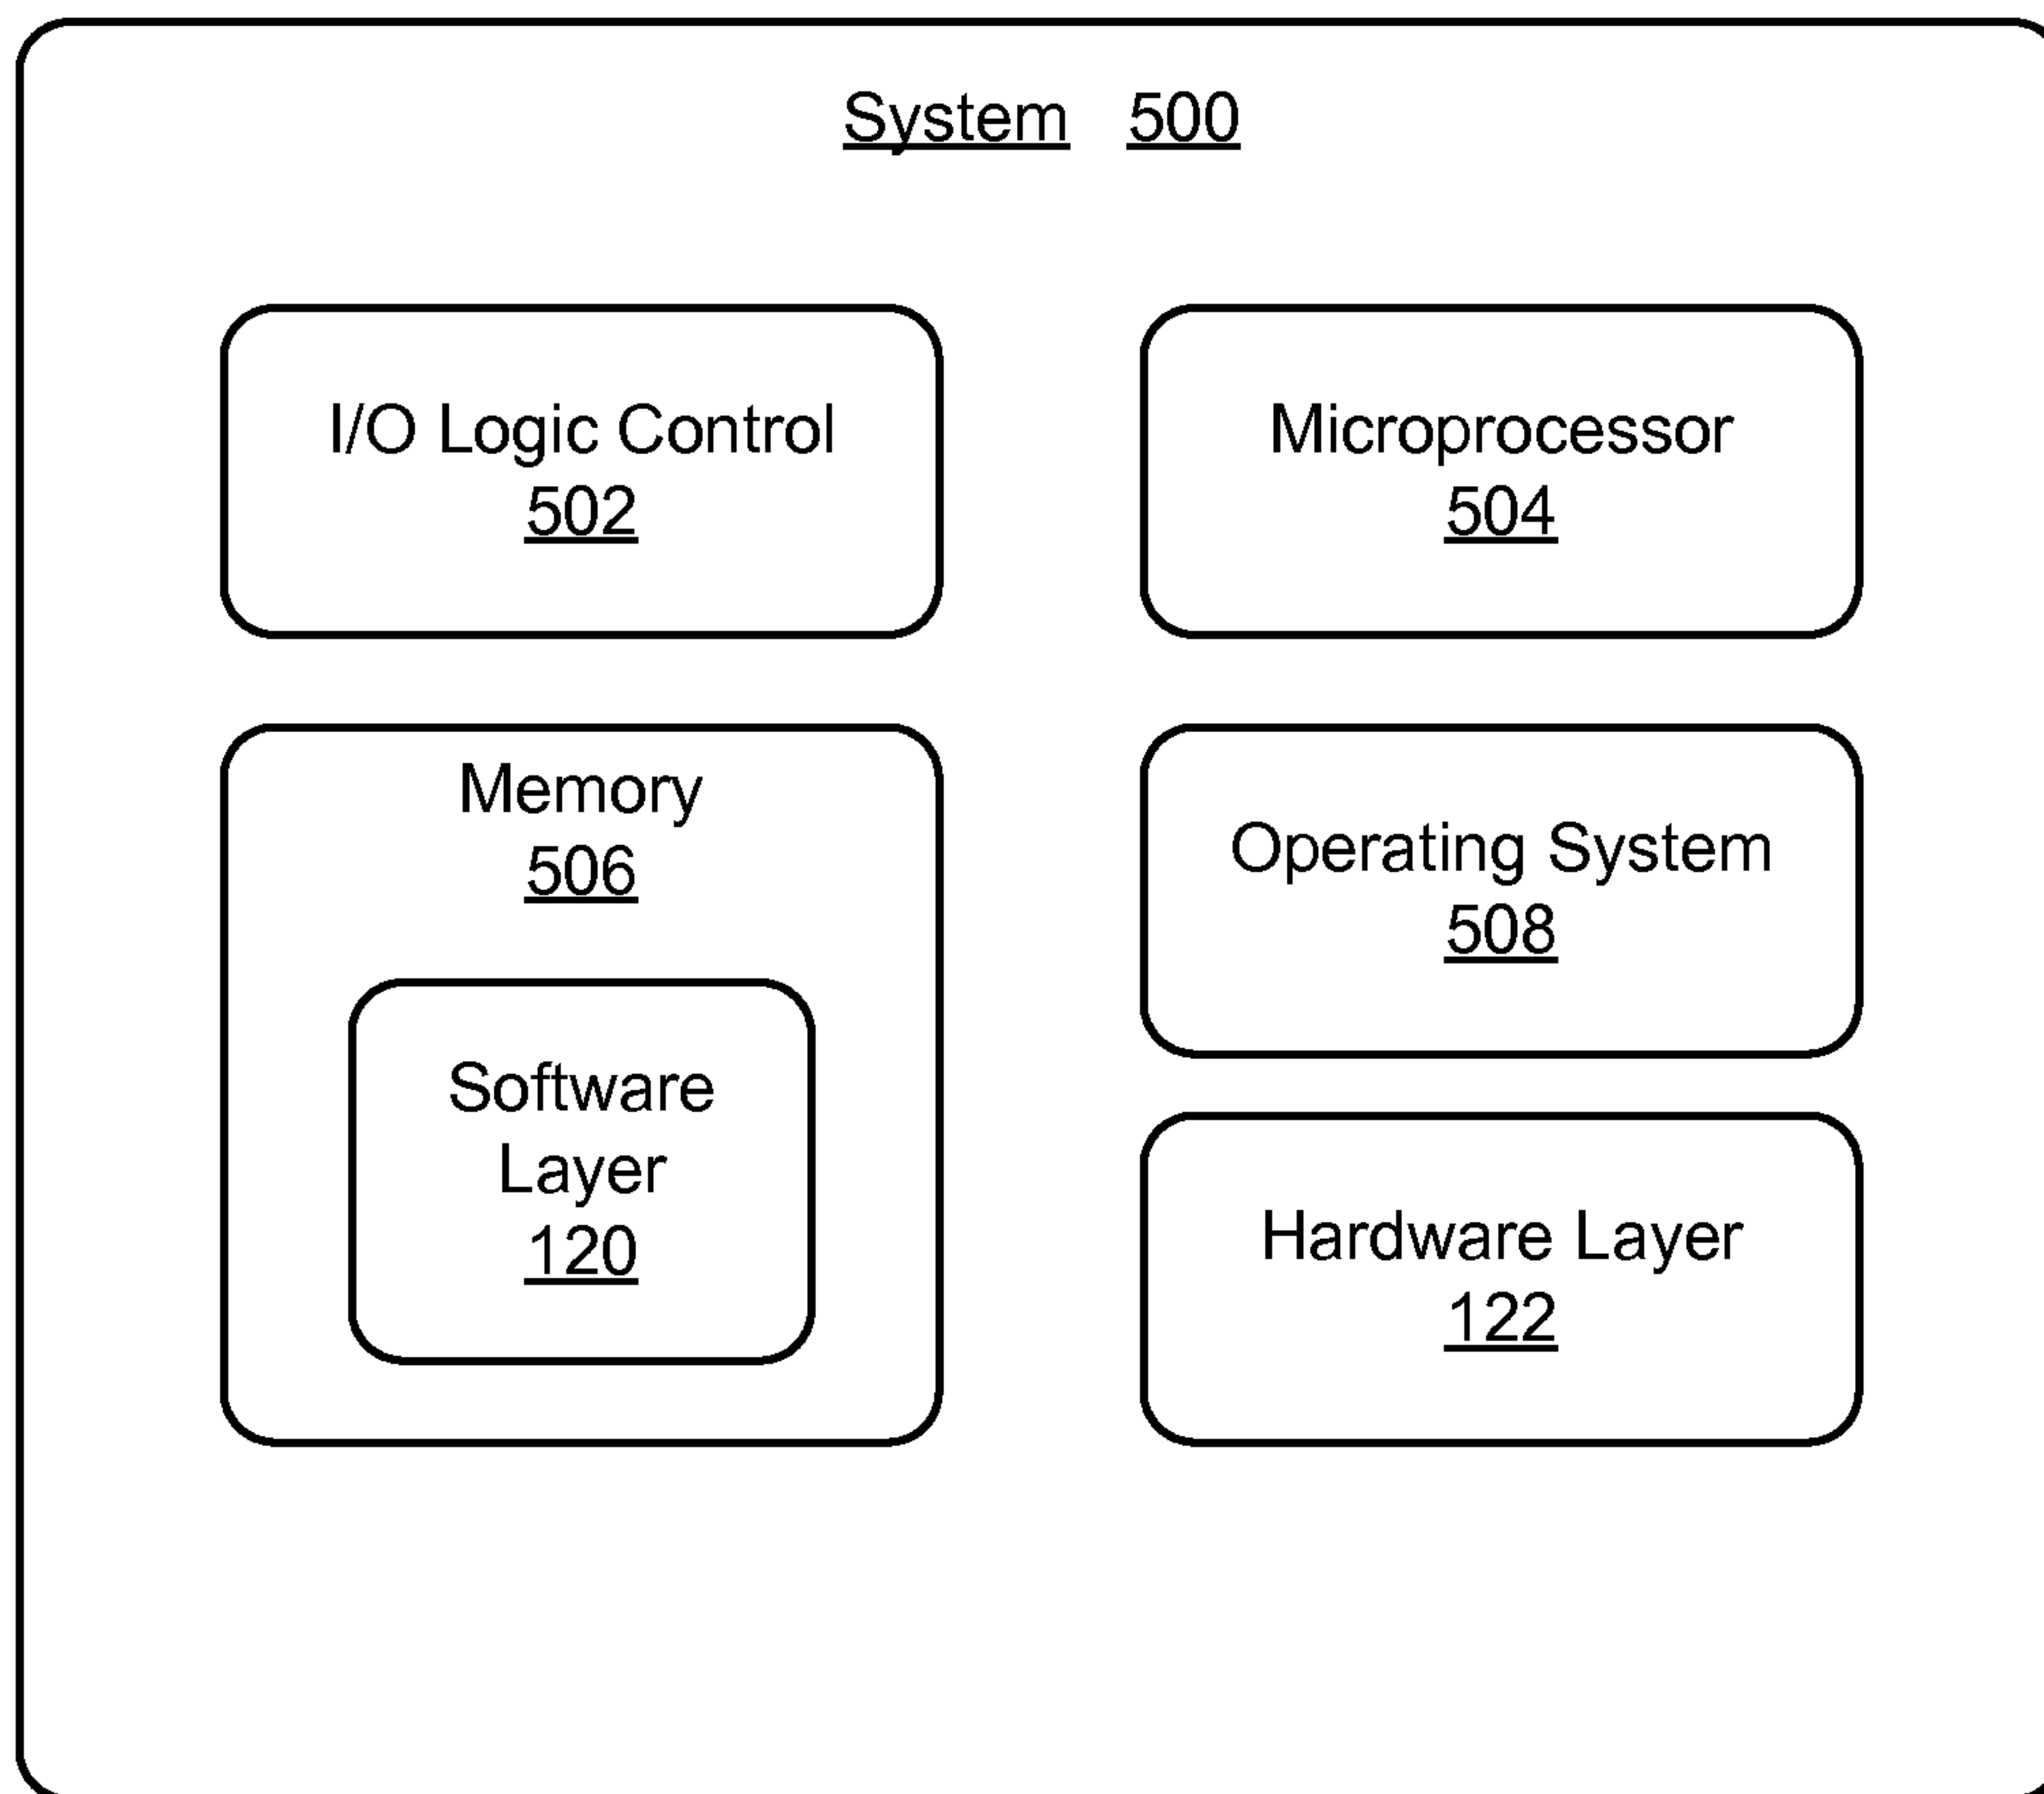 System 500
I/O Logic Control
502
Microprocessor
504
Memory
506
Software
Layer
120
Operating System
508
Hardware Layer
122